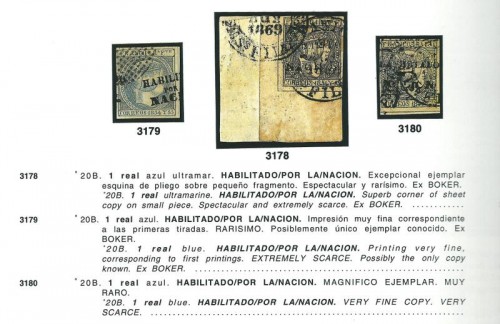 1869
HABILIT
POR
NACI
3179
3178
3180
3178 *20B. 1 real azul ultramar. HABILITADO/POR LA/NACION. Excepcional ejemplar
esquina de pliego sobre pequeño fragmento. Espectacular y rarísimo. Ex BOKER.
*20B. 1 real ultramarine. HABILITADO/POR LA/NACION. Superb corner of sheet
copy on small piece. Spectacular and extremely scarce. Ex BOKER. ....................
3179 *20B. 1 real azul. HABILITADO/POR LA/NACION. Impresión muy fina correspondiente
a las primeras tiradas. RARISIMO. Posiblemente único ejemplar conocido. Ex
BOKER.
*20B. 1 real blue. HABILITADO/POR LA/NACION. Printing very fine,
corresponding to first printings. EXTREMELY SCARCE. Possibly the only copy
known. Ex BOKER. ....................
3180 *20B. 1 real azul. HABILITADO/POR LA/NACION. MAGNIFICO EJEMPLAR. MUY
RARO.
*20B. 1 real blue. HABILITADO/POR LA/NACION. VERY FINE COPY. VERY
SCARCE. ....................